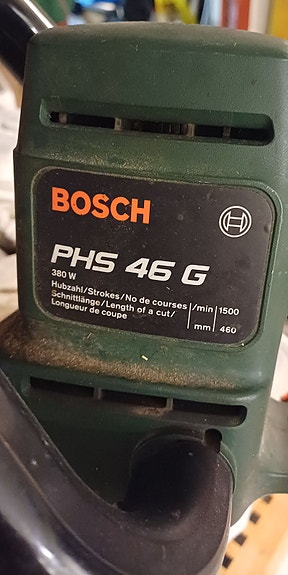 BOSCH
PHS 46 G
380 W
Hubzahl/Strokes/No de courses /min 1500
Schnittlänge/Length of a cut/
Longueur de coupe mm 460